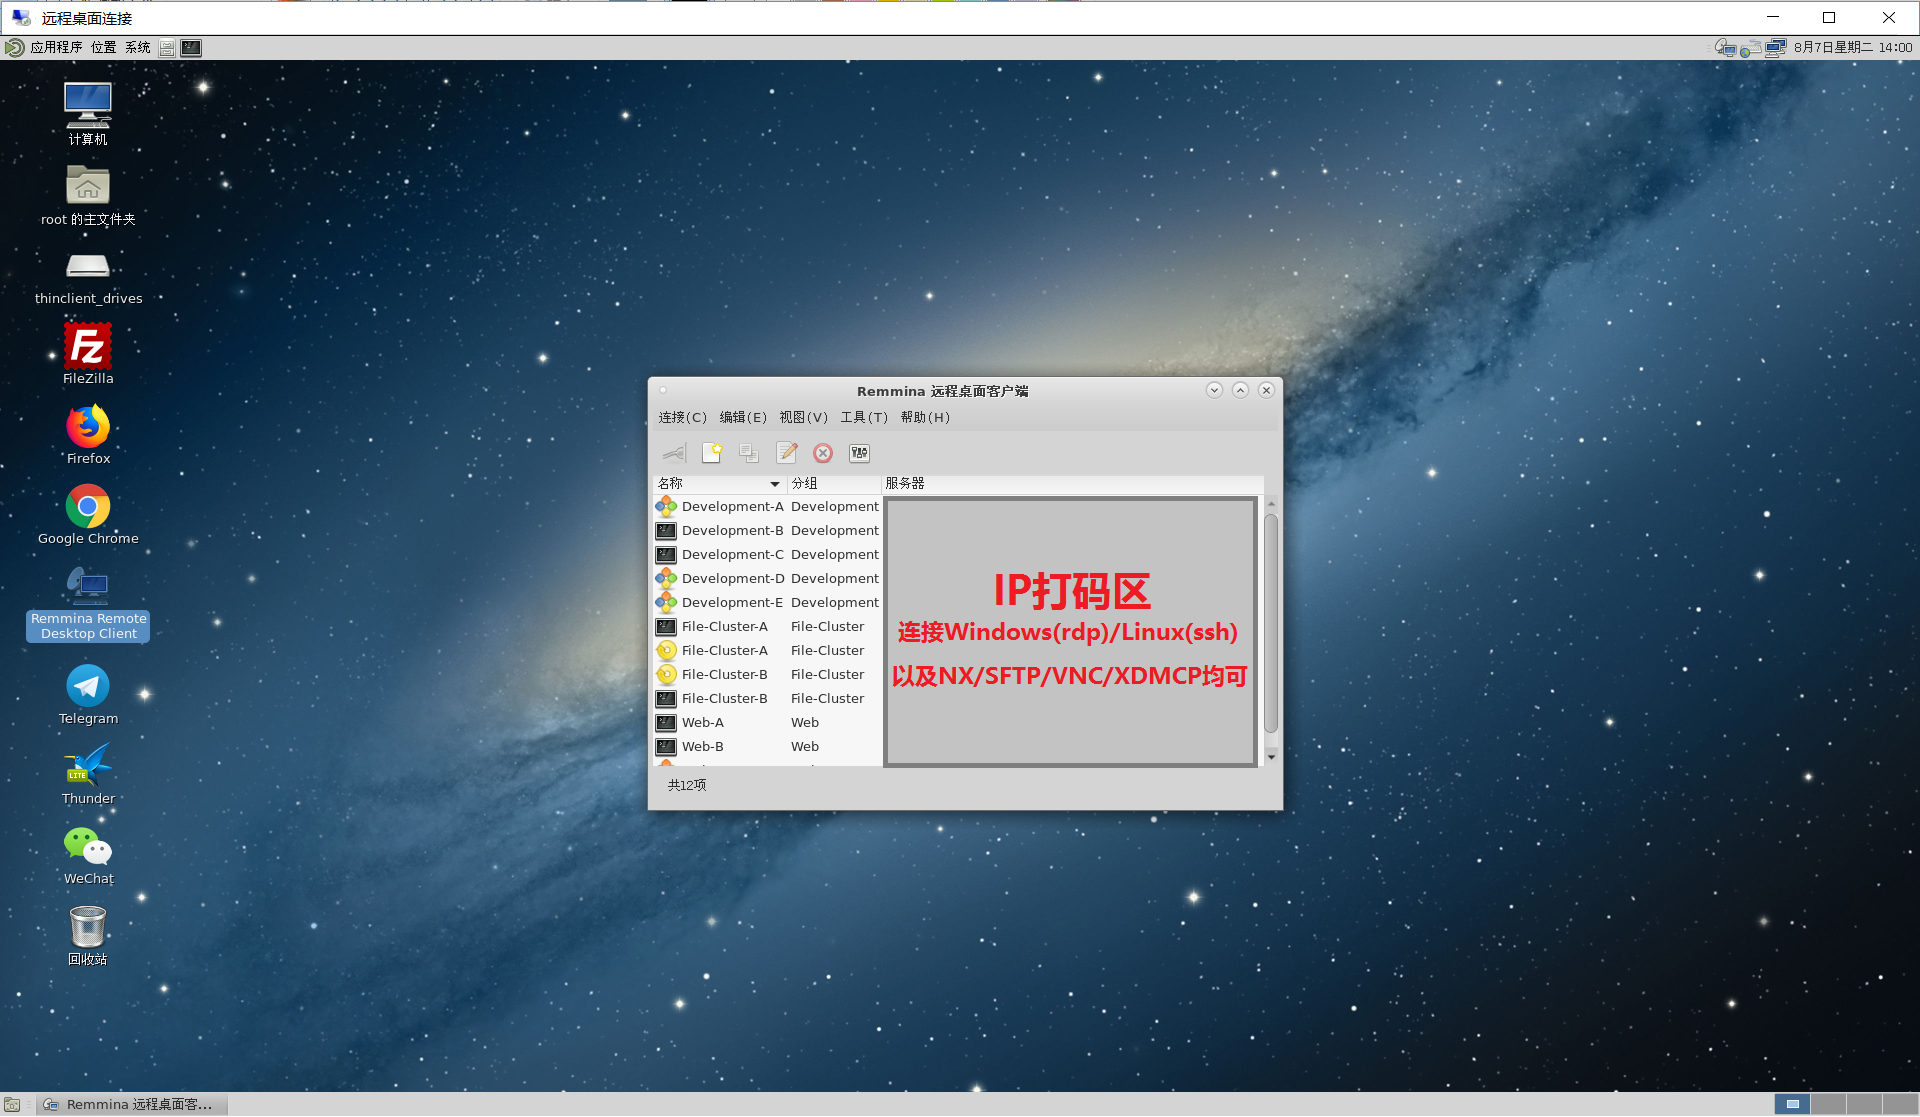 远程桌面连接
应用程序 位置 系统
8月7日星期二 14:00
计算机
root 的主文件夹
thinclient_drives
FileZilla
Firefox
Google Chrome
Remmina Remote
Desktop Client
Telegram
LITE
Thunder
WeChat
回收站
Remmina 远程桌面客户端
连接(C) 编辑(E) 视图(V) 工具(T) 帮助(H)
名称 分组 服务器
Development-A Development
Development-B Development
Development-C Development
Development-D Development
Development-E Development
File-Cluster-A File-Cluster
File-Cluster-A File-Cluster
File-Cluster-B File-Cluster
File-Cluster-B File-Cluster
Web-A Web
Web-B Web
IP打码区
连接Windows(rdp)/Linux(ssh)
以及NX/SFTP/VNC/XDMCP均可
共12项
Remmina 远程桌面客...